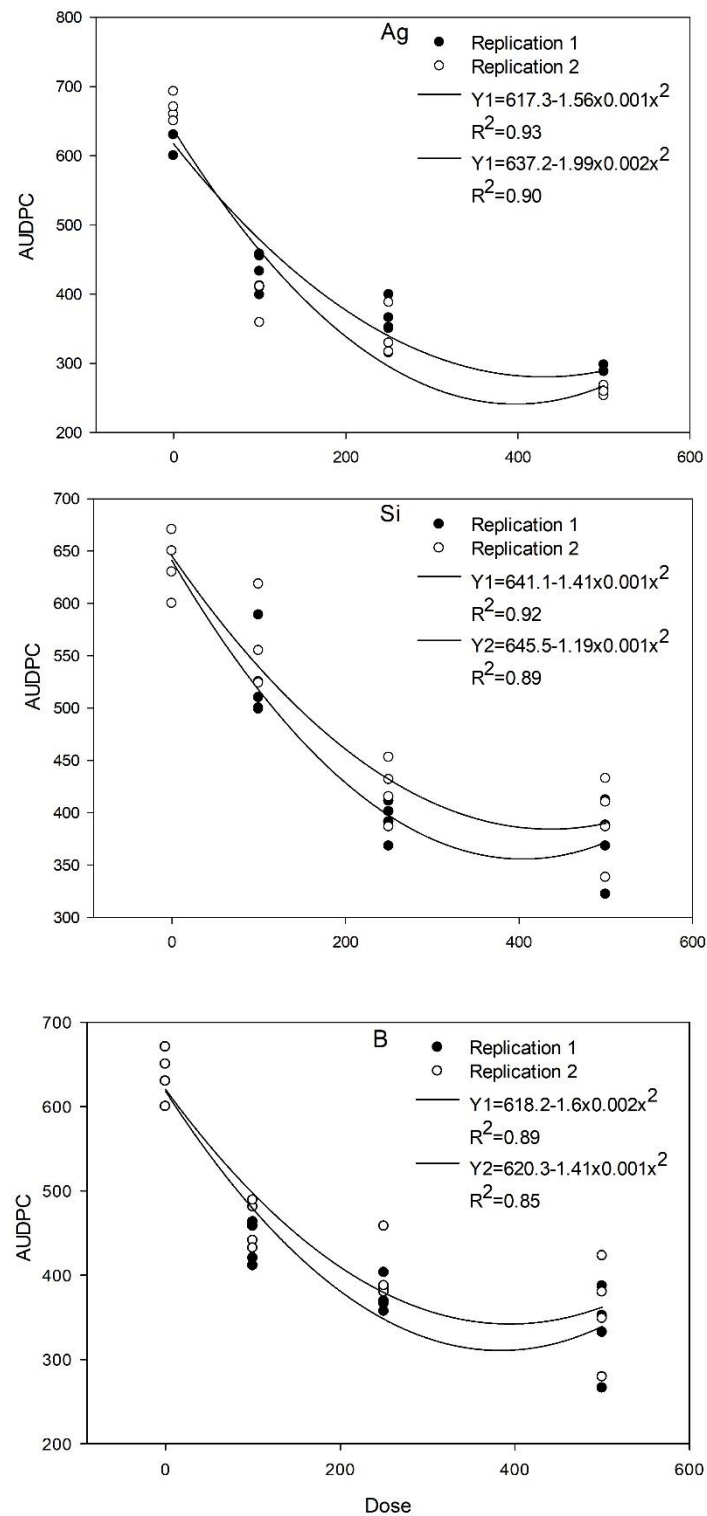 Ag
Replication 1
Replication 2
Y1=617.3-1.56x0.001x²
R²=0.93
Y1=637.2-1.99x0.002x²
R²=0.90
800
700
600
500
400
300
200
AUDPC
0 200 400 600
Si
Replication 1
Replication 2
Y1=641.1-1.41x0.001x²
R²=0.92
Y2=645.5-1.19x0.001x²
R²=0.89
700
650
600
550
500
450
400
350
300
AUDPC
0 200 400 600
B
Replication 1
Replication 2
Y1=618.2-1.6x0.002x²
R²=0.89
Y2=620.3-1.41x0.001x²
R²=0.85
700
600
500
400
300
200
AUDPC
0 200 400 600
Dose